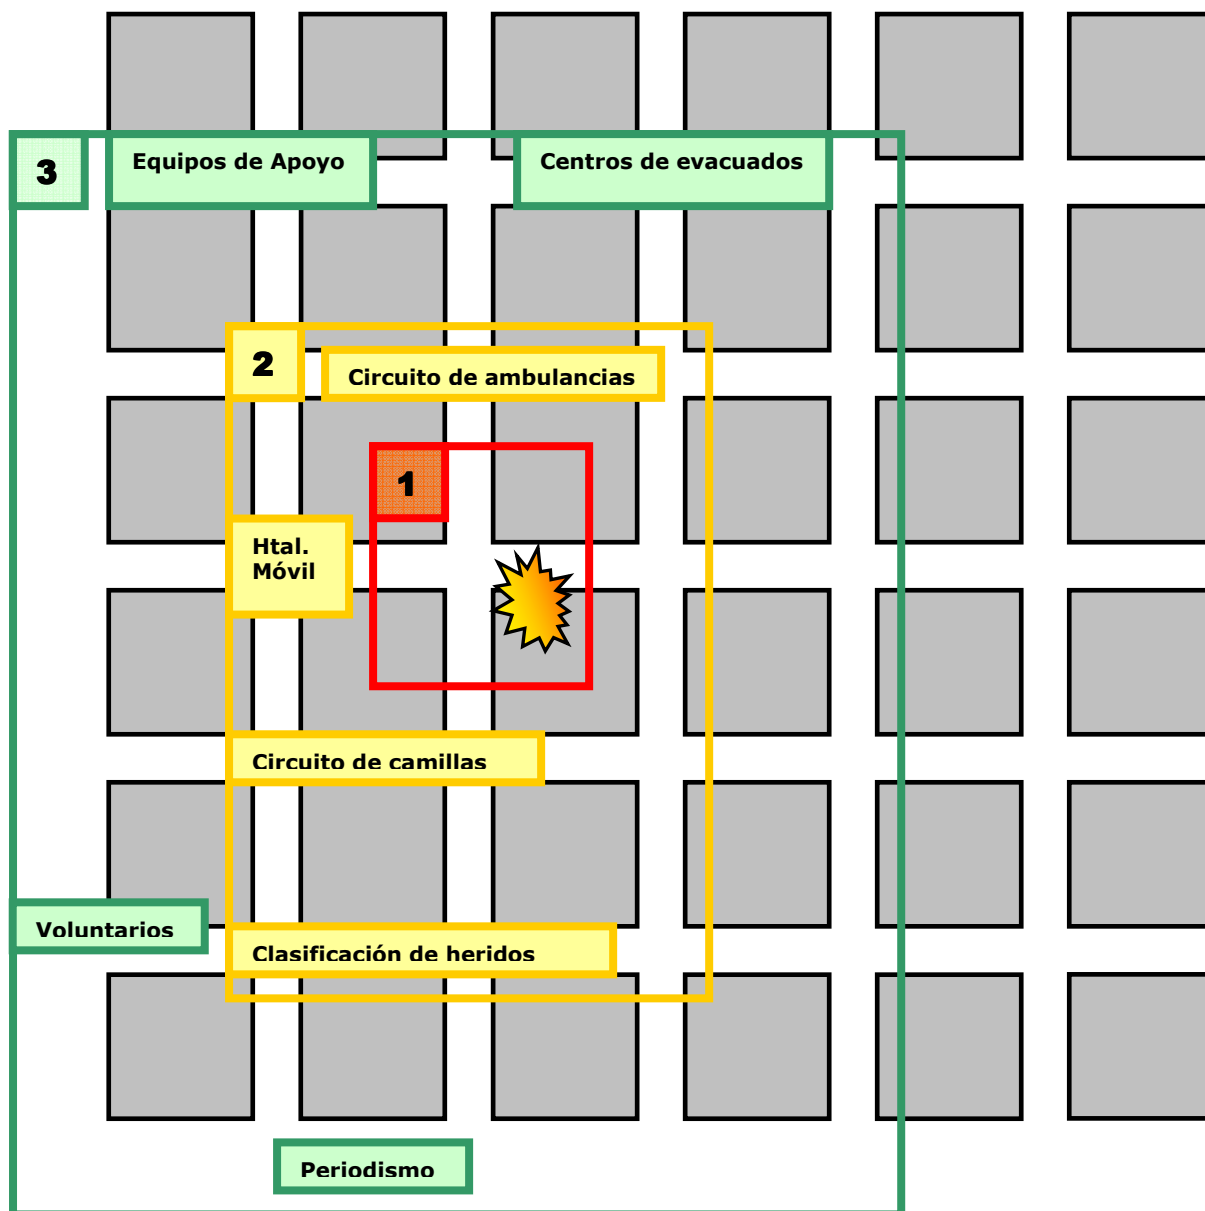 3
Equipos de Apoyo
Centros de evacuados
2
Circuito de ambulancias
1
Htal.
Móvil
Circuito de camillas
Voluntarios
Clasificación de heridos
Periodismo